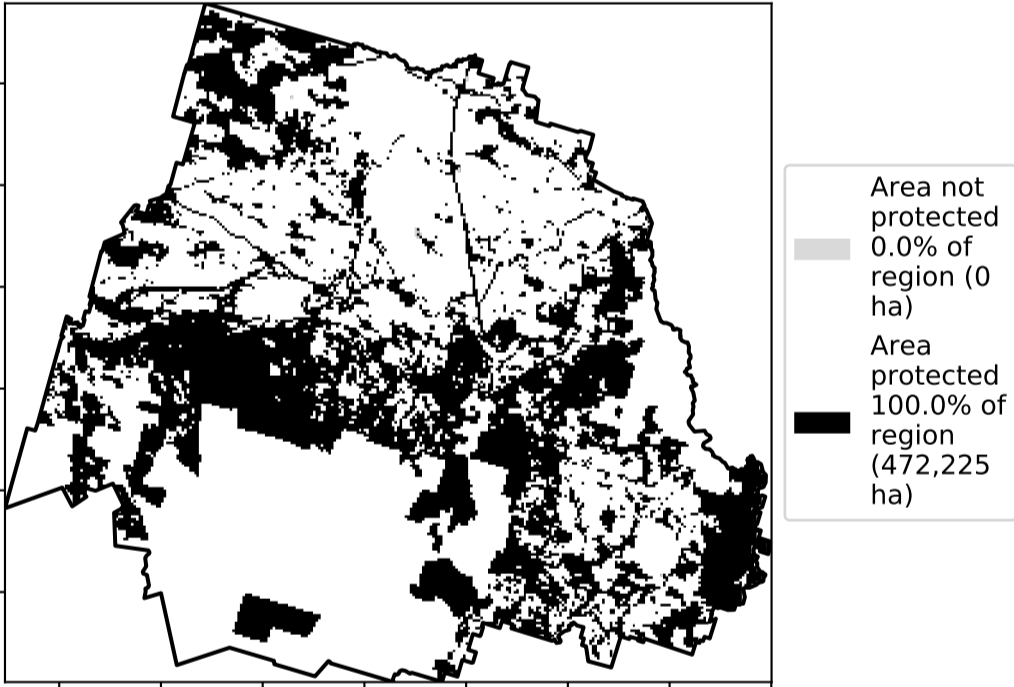 Area not
protected
0.0% of
region (0
ha)
Area
protected
100.0% of
region
(472,225
ha)